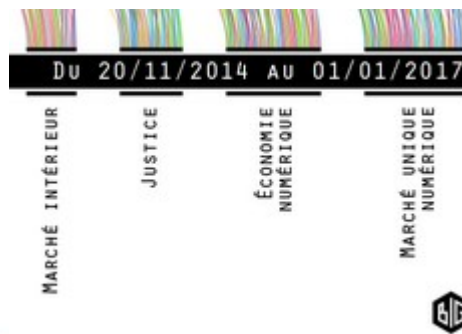 DU 20/11/2014 AU 01/01/2017
MARCHÉ INTÉRIEUR
JUSTICE
ÉCONOMIE
NUMÉRIQUE
MARCHÉ UNIQUE
NUMÉRIQUE